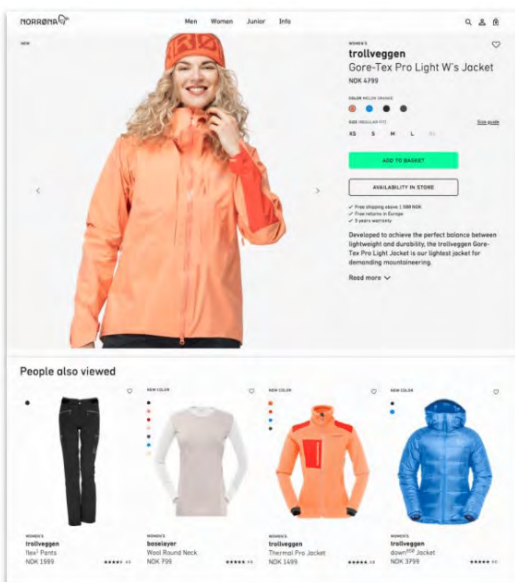 NORRØNA
Men Women Junior Info
NEW
WOMEN'S
trollveggen
Gore-Tex Pro Light W's Jacket
NOK 4799
COLOR MELON ORANGE
SIZE (REGULAR FIT)
Size guide
XS S M L XL
ADD TO BASKET
AVAILABILITY IN STORE
✓ Free shipping above 1 500 NOK
✓ Free returns in Europe
✓ 5 years warranty
Developed to achieve the perfect balance between
lightweight and durability, the trollveggen Gore-
Tex Pro Light Jacket is our lightest jacket for
demanding mountaineering.
Read more
People also viewed
NEW COLOR
NEW COLOR
NEW COLOR
WOMEN'S
trollveggen
flex¹ Pants
NOK 1599
WOMEN'S
baselayer
Wool Round Neck
NOK 799
WOMEN'S
trollveggen
Thermal Pro Jacket
NOK 1499
WOMEN'S
trollveggen
down⁸⁵⁰ Jacket
NOK 3799